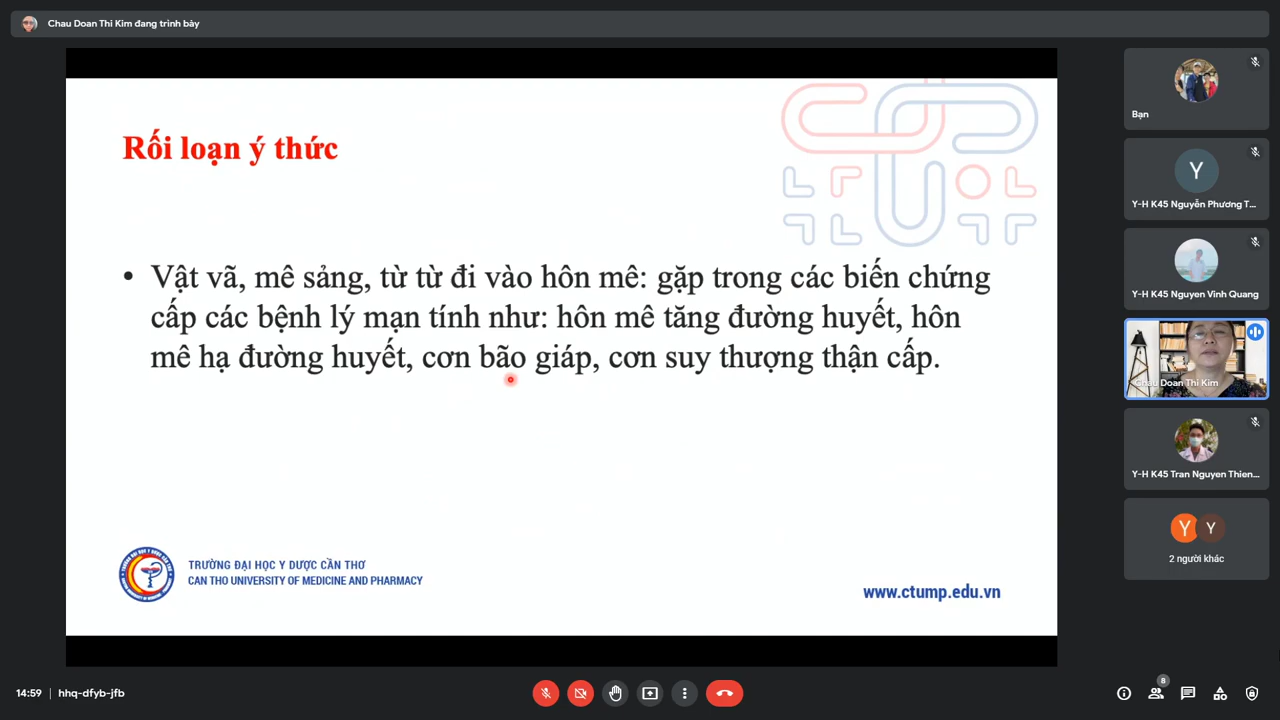 Chau Doan Thi Kim đang trình bày
Rối loạn ý thức
• Vật vã, mê sảng, từ từ đi vào hôn mê: gặp trong các biến chứng
cấp các bệnh lý mạn tính như: hôn mê tăng đường huyết, hôn
mê hạ đường huyết, cơn bão giáp, cơn suy thượng thận cấp.
TRƯỜNG ĐẠI HỌC Y DƯỢC CẦN THƠ
CAN THO UNIVERSITY OF MEDICINE AND PHARMACY
www.ctump.edu.vn
Bạn
Y
Y-H K45 Nguyễn Phương T...
Y-H K45 Nguyen Vinh Quang
Chau Doan Thi Kim
Y-H K45 Tran Nguyen Thien...
Y Y
2 người khác
14:59 | hhq-dfyb-jfb
8